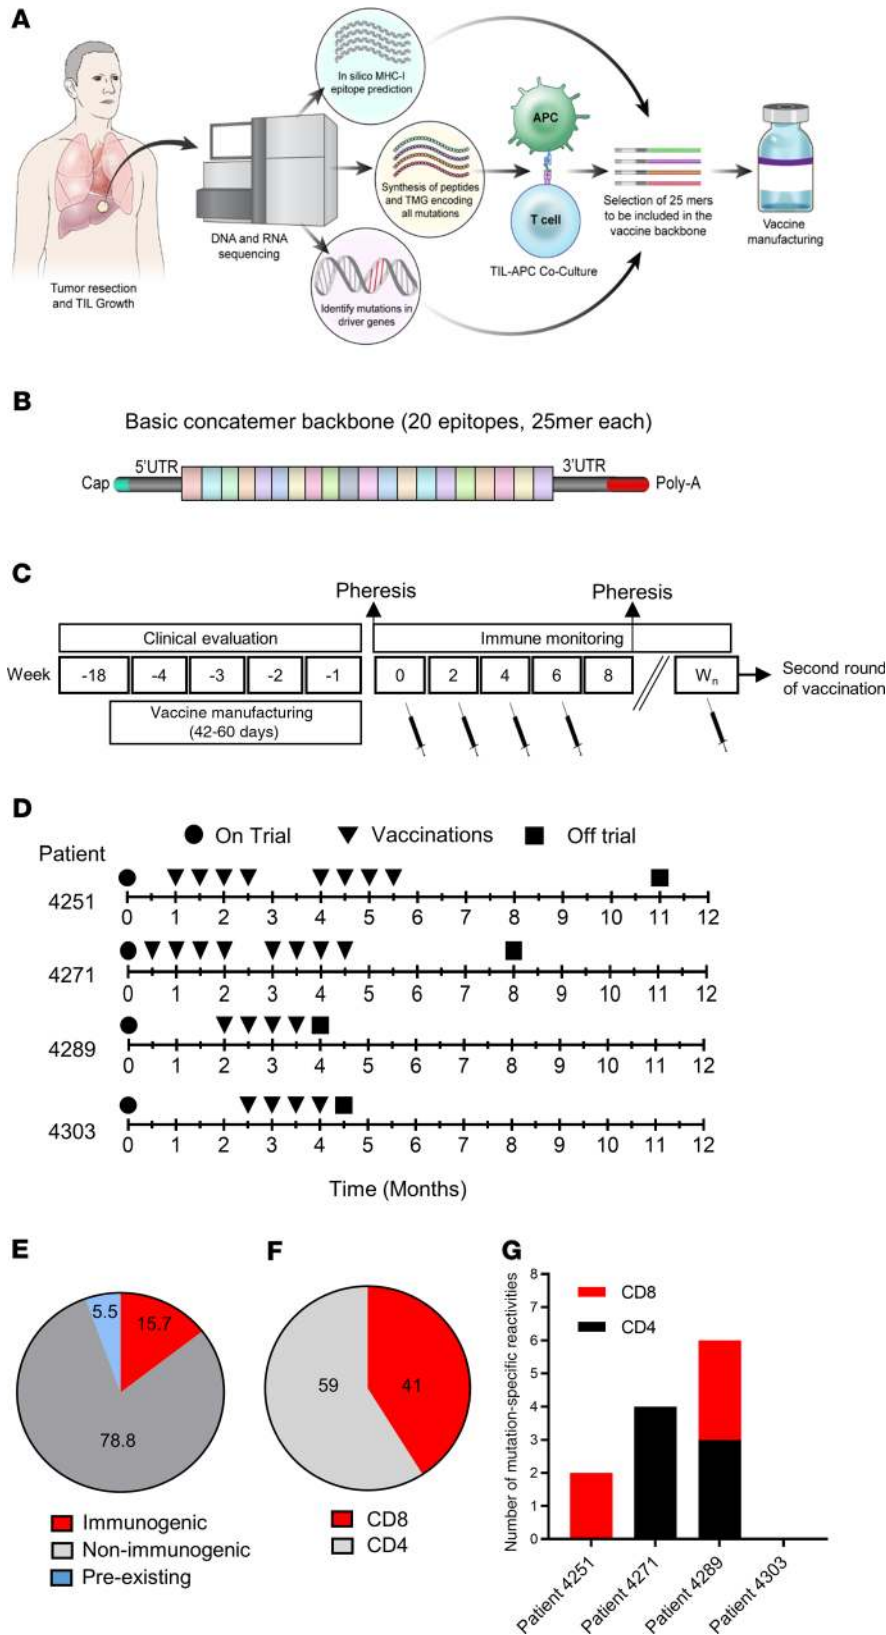 A
In silico MHC-I
epitope prediction
APC
Synthesis of peptides
and TMG encoding
all mutations
T cell
Selection of 25 mers
to be included in the
vaccine backbone
Vaccine
manufacturing
DNA and RNA
sequencing
TIL-APC Co-Culture
Tumor resection
and TIL Growth
Identify mutations in
driver genes
B
Basic concatemer backbone (20 epitopes, 25mer each)
5'UTR 3'UTR
Cap Poly-A
C
Pheresis Pheresis
Clinical evaluation Immune monitoring
Week -18 -4 -3 -2 -1 0 2 4 6 8 Wn Second round
of vaccination
Vaccine manufacturing
(42-60 days)
D
On Trial Vaccinations Off trial
Patient
4251
0 1 2 3 4 5 6 7 8 9 10 11 12
4271
0 1 2 3 4 5 6 7 8 9 10 11 12
4289
0 1 2 3 4 5 6 7 8 9 10 11 12
4303
0 1 2 3 4 5 6 7 8 9 10 11 12
Time (Months)
E
5.5 15.7
78.8
Immunogenic
Non-immunogenic
Pre-existing
F
59 41
CD8
CD4
G
Number of mutation-specific reactivities
8
7
6
5
4
3
2
1
0
CD8
CD4
Patient 4251
Patient 4271
Patient 4289
Patient 4303